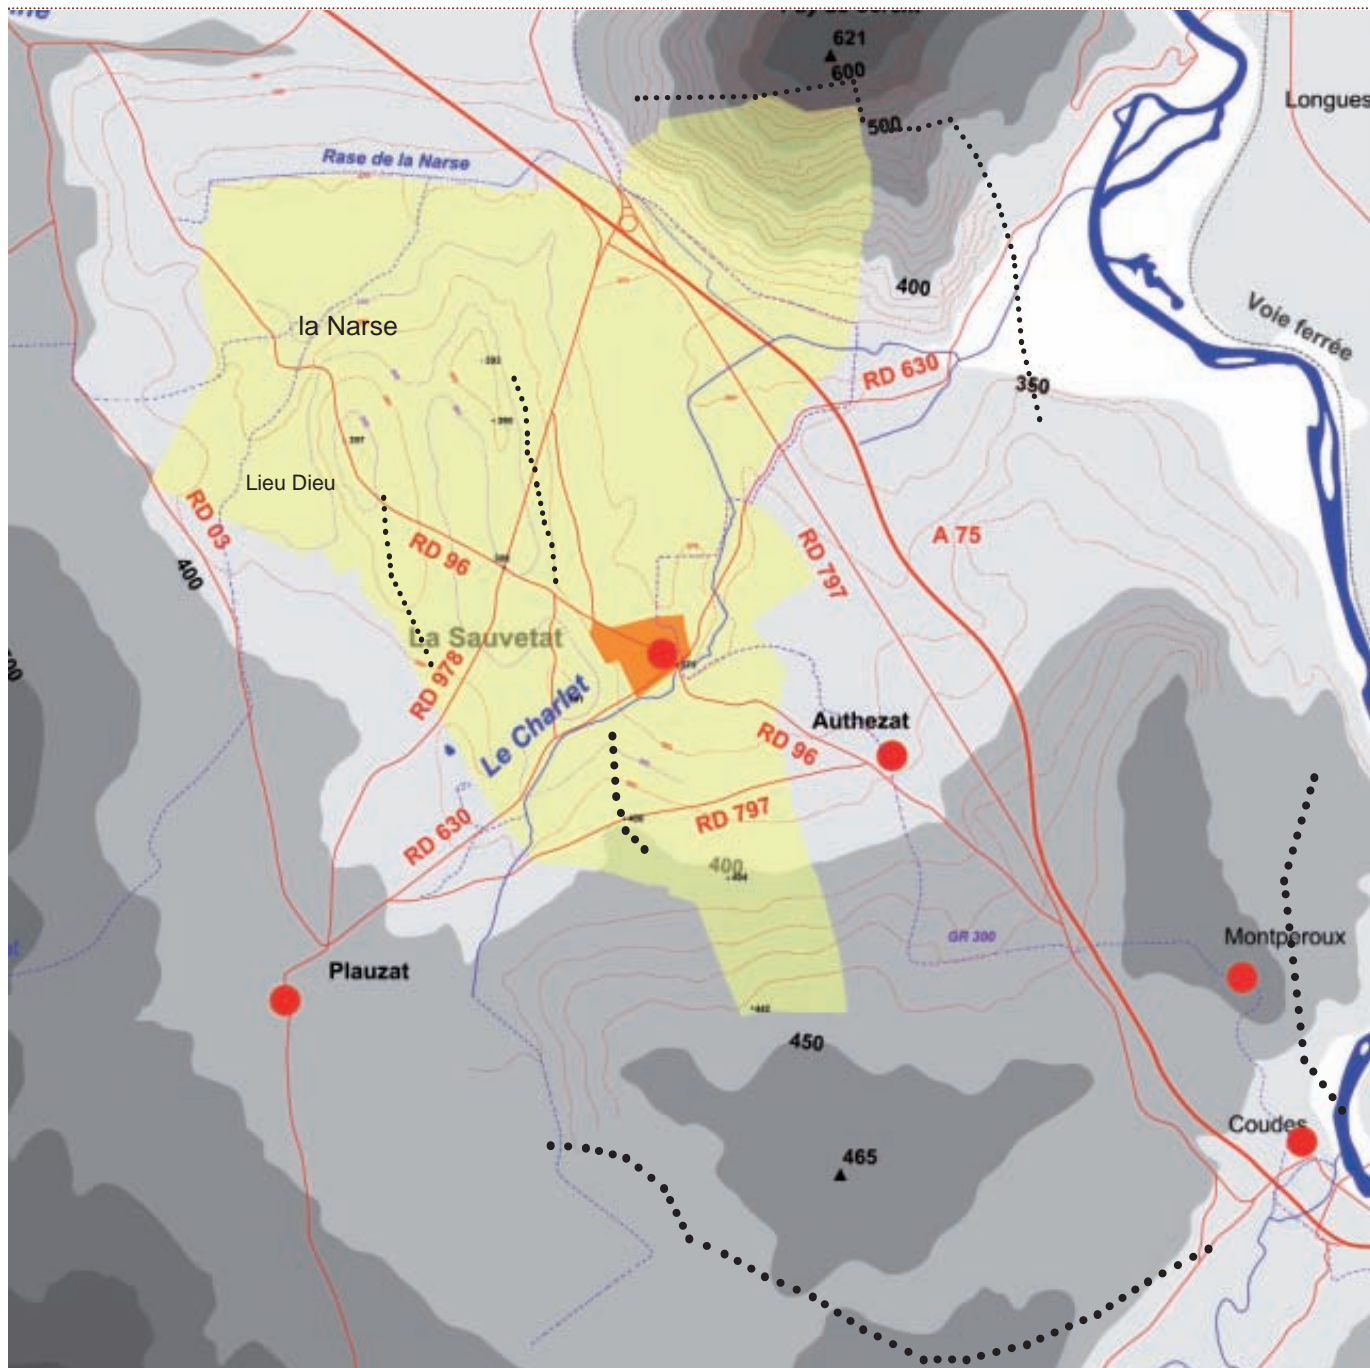 621
600
Longues
500
Rase de la Narse
400
Voie ferrée
la Narse
RD 630
350
Lieu Dieu
RD 03
A 75
RD 96
RD 797
400
La Sauvetat
RD 978
Le Charlet
Authezat
RD 96
RD 797
RD 630
400
GR 300
Montperoux
Plauzat
450
Coudes
465